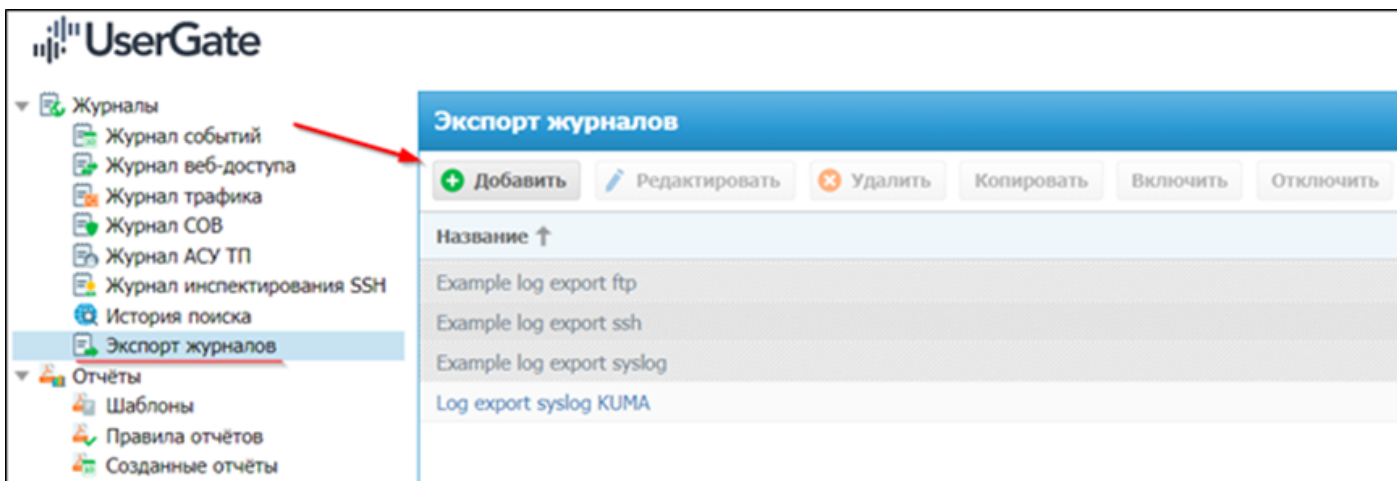 UserGate
Журналы
Журнал событий
Журнал веб-доступа
Журнал трафика
Журнал СОВ
Журнал АСУ ТП
Журнал инспектирования SSH
История поиска
Экспорт журналов
Отчёты
Шаблоны
Правила отчётов
Созданные отчёты
Экспорт журналов
Добавить Редактировать Удалить Копировать Включить Отключить
Название
Example log export ftp
Example log export ssh
Example log export syslog
Log export syslog KUMA